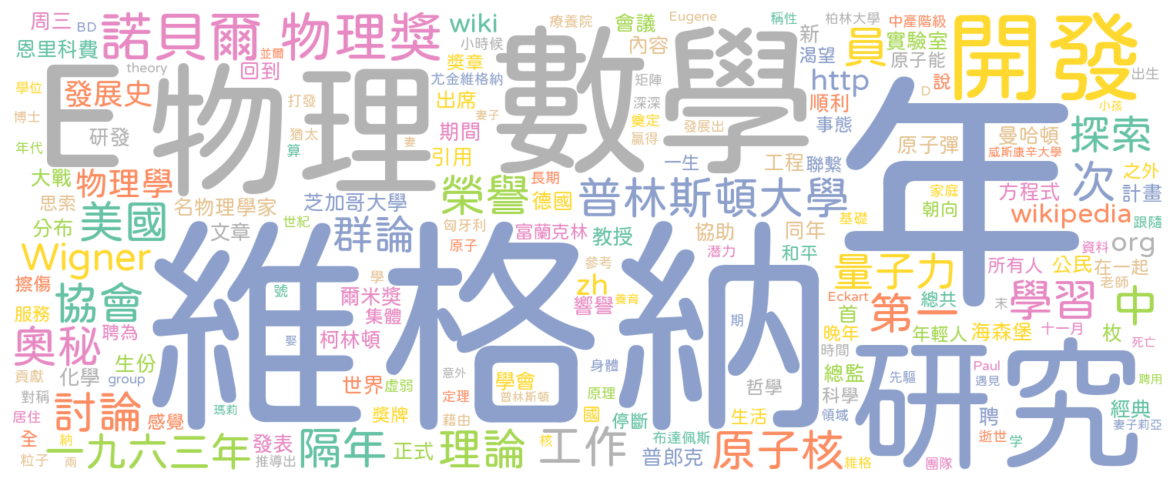 周三 BD 諾貝爾 物理獎 wiki 療養院 會議 Eugene 稱性 柏林大學 中產階級
恩里科費 小時候 內容 新 員 實驗室 開發
theory 並爾 回到 獎章 尤金維格納 矩陣 渴望 原子能 說 出生
學位 發展史 E 物理 打發 出席 數學 深深 http 順利 D 小孩
博士 研發 猶太 期間 奠定 發展出 事態 原子彈 曼哈頓 探索
年代 算 妻 妻子 引用 贏得 一生 工程 聯繫 威斯康辛大學 年
大戰 物理學 長期 德國 普林斯頓大學 家庭 方程式 次 之外
思索 美國 名物理學家 芝加哥大學 榮譽 同年 基礎 朝向 計畫
分布 文章 世紀 群論 匈牙利 富蘭克林 教授 協助 wikipedia 跟隨
Wigner 維格納 原子 潛力 和平 資料 org
擦傷 號 學 參考 量子力 所有人 公民 在一起
協會 爾米獎 zh 響譽 養育 Eckart 總共 學習 老師 中
服務 聘為 集體 首 第一 末 十一月 枚
奧秘 生份 娶 柯林頓 期 晚年 年輕人 海森堡 死亡
貢獻 化學 group 世界 虛弱 意外 學會 身體 時間 研究 Paul
對稱 瑪莉 定理 普林斯頓 原理 哲學 總監 先驅 遇見 聘用
居住 討論 感覺 獎牌 藉由 國 停斷 生活 科學 領域 聘 經典
全 納 一九六三年 發表 隔年 正式 理論 核 工作 布達佩斯 原子核 逝世 学 妻子莉亞
粒子 兩 推導出 普郎克 維格 團隊